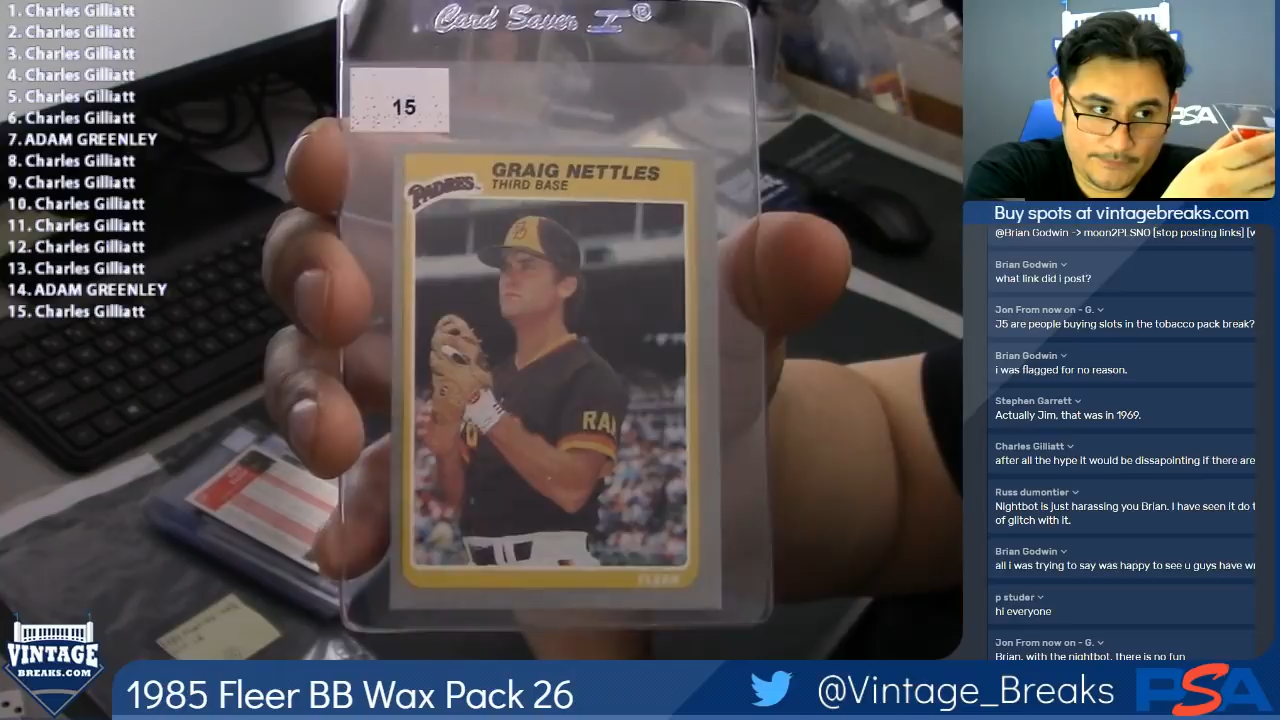 1. Charles Gilliatt
2. Charles Gilliatt
3. Charles Gilliatt
4. Charles Gilliatt
5. Charles Gilliatt
6. Charles Gilliatt
7. ADAM GREENLEY
8. Charles Gilliatt
9. Charles Gilliatt
10. Charles Gilliatt
11. Charles Gilliatt
12. Charles Gilliatt
13. Charles Gilliatt
14. ADAM GREENLEY
15. Charles Gilliatt
Card Saver I®
15
GRAIG NETTLES
THIRD BASE
PADRES
RA
FLEER
PSA
Buy spots at vintagebreaks.com
@Brian Godwin -> moon2PLSNO [stop posting links] [w
Brian Godwin
what link did i post?
Jon From now on - G.
J5 are people buying slots in the tobacco pack break?
Brian Godwin
i was flagged for no reason.
Stephen Garrett
Actually Jim, that was in 1969.
Charles Gilliatt
after all the hype it would be dissapointing if there are
Russ dumontier
Nightbot is just harassing you Brian. I have seen it do t
of glitch with it.
Brian Godwin
all i was trying to say was happy to see u guys have w
p studer
hi everyone
Jon From now on - G.
Brian, with the nightbot, there is no fun
VINTAGE
BREAKS.COM
1985 Fleer BB Wax Pack 26
@Vintage_Breaks
PSA